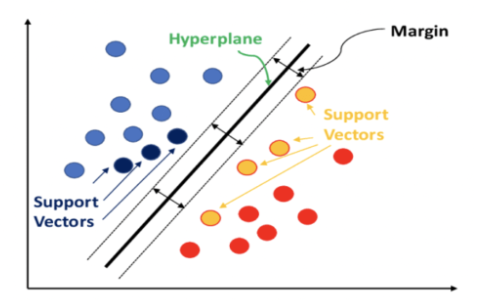 Hyperplane
Margin
Support
Vectors
Support
Vectors